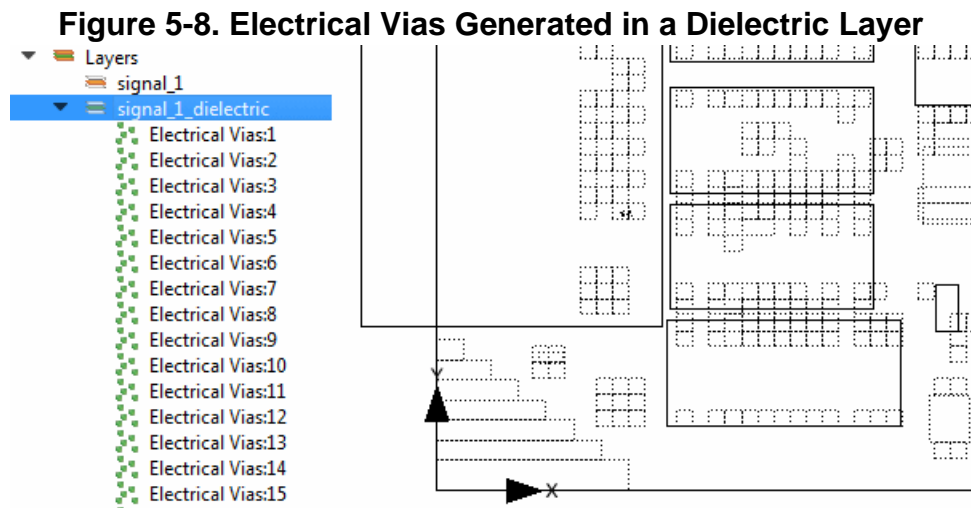 Figure 5-8. Electrical Vias Generated in a Dielectric Layer
Layers
signal_1
signal_1_dielectric
Electrical Vias:1
Electrical Vias:2
Electrical Vias:3
Electrical Vias:4
Electrical Vias:5
Electrical Vias:6
Electrical Vias:7
Electrical Vias:8
Electrical Vias:9
Electrical Vias:10
Electrical Vias:11
Electrical Vias:12
Electrical Vias:13
Electrical Vias:14
Electrical Vias:15
Y
X